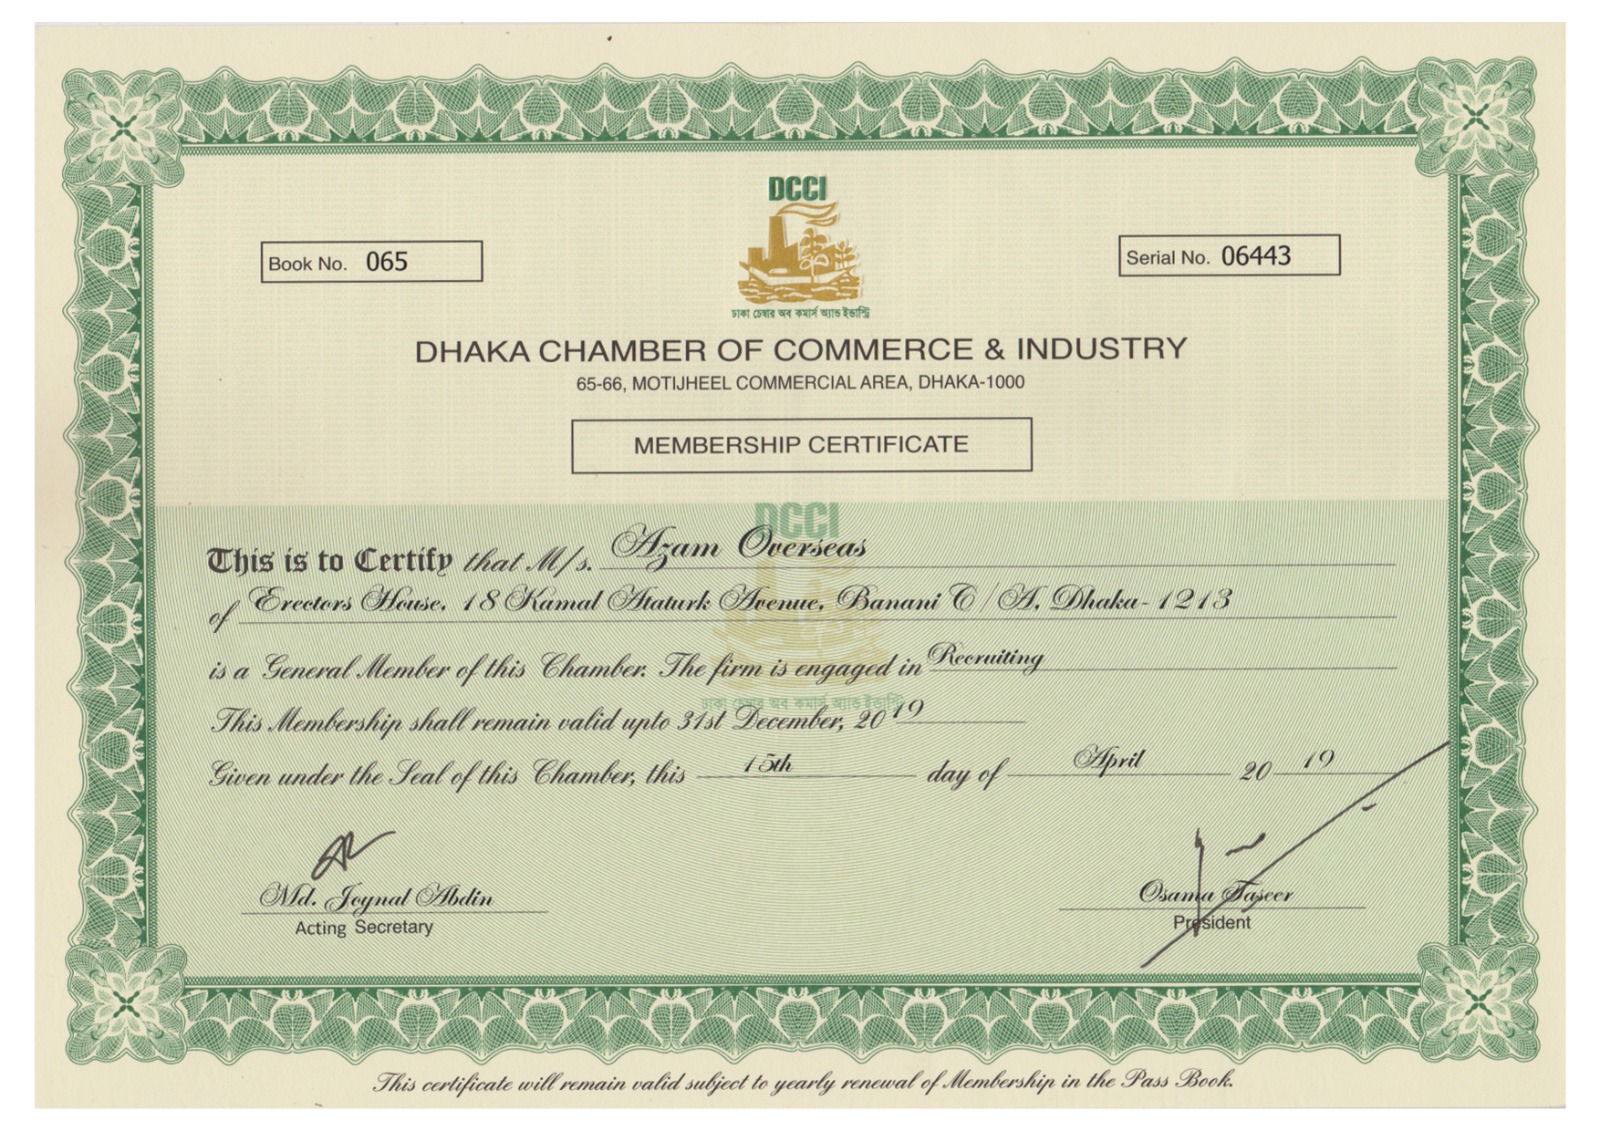 DCCI
ঢাকা চেম্বার অব কমার্স অ্যান্ড ইন্ডাস্ট্রি
Book No. 065
Serial No. 06443
DHAKA CHAMBER OF COMMERCE & INDUSTRY
65-66, MOTIJHEEL COMMERCIAL AREA, DHAKA-1000
MEMBERSHIP CERTIFICATE
DCCI
This is to Certify that M/s. Azam Overseas
of Erectors House, 18 Kamal Ataturk Avenue, Banani C/A, Dhaka-1213
is a General Member of this Chamber. The firm is engaged in Recruiting
ঢাকা চেম্বার অব কমার্স অ্যান্ড ইন্ডাস্ট্রি
This Membership shall remain valid upto 31st December, 2019
Given under the Seal of this Chamber, this 15th day of April 2019
Md. Joynal Abdin
Acting Secretary
Osama Taseer
President
This certificate will remain valid subject to yearly renewal of Membership in the Pass Book.